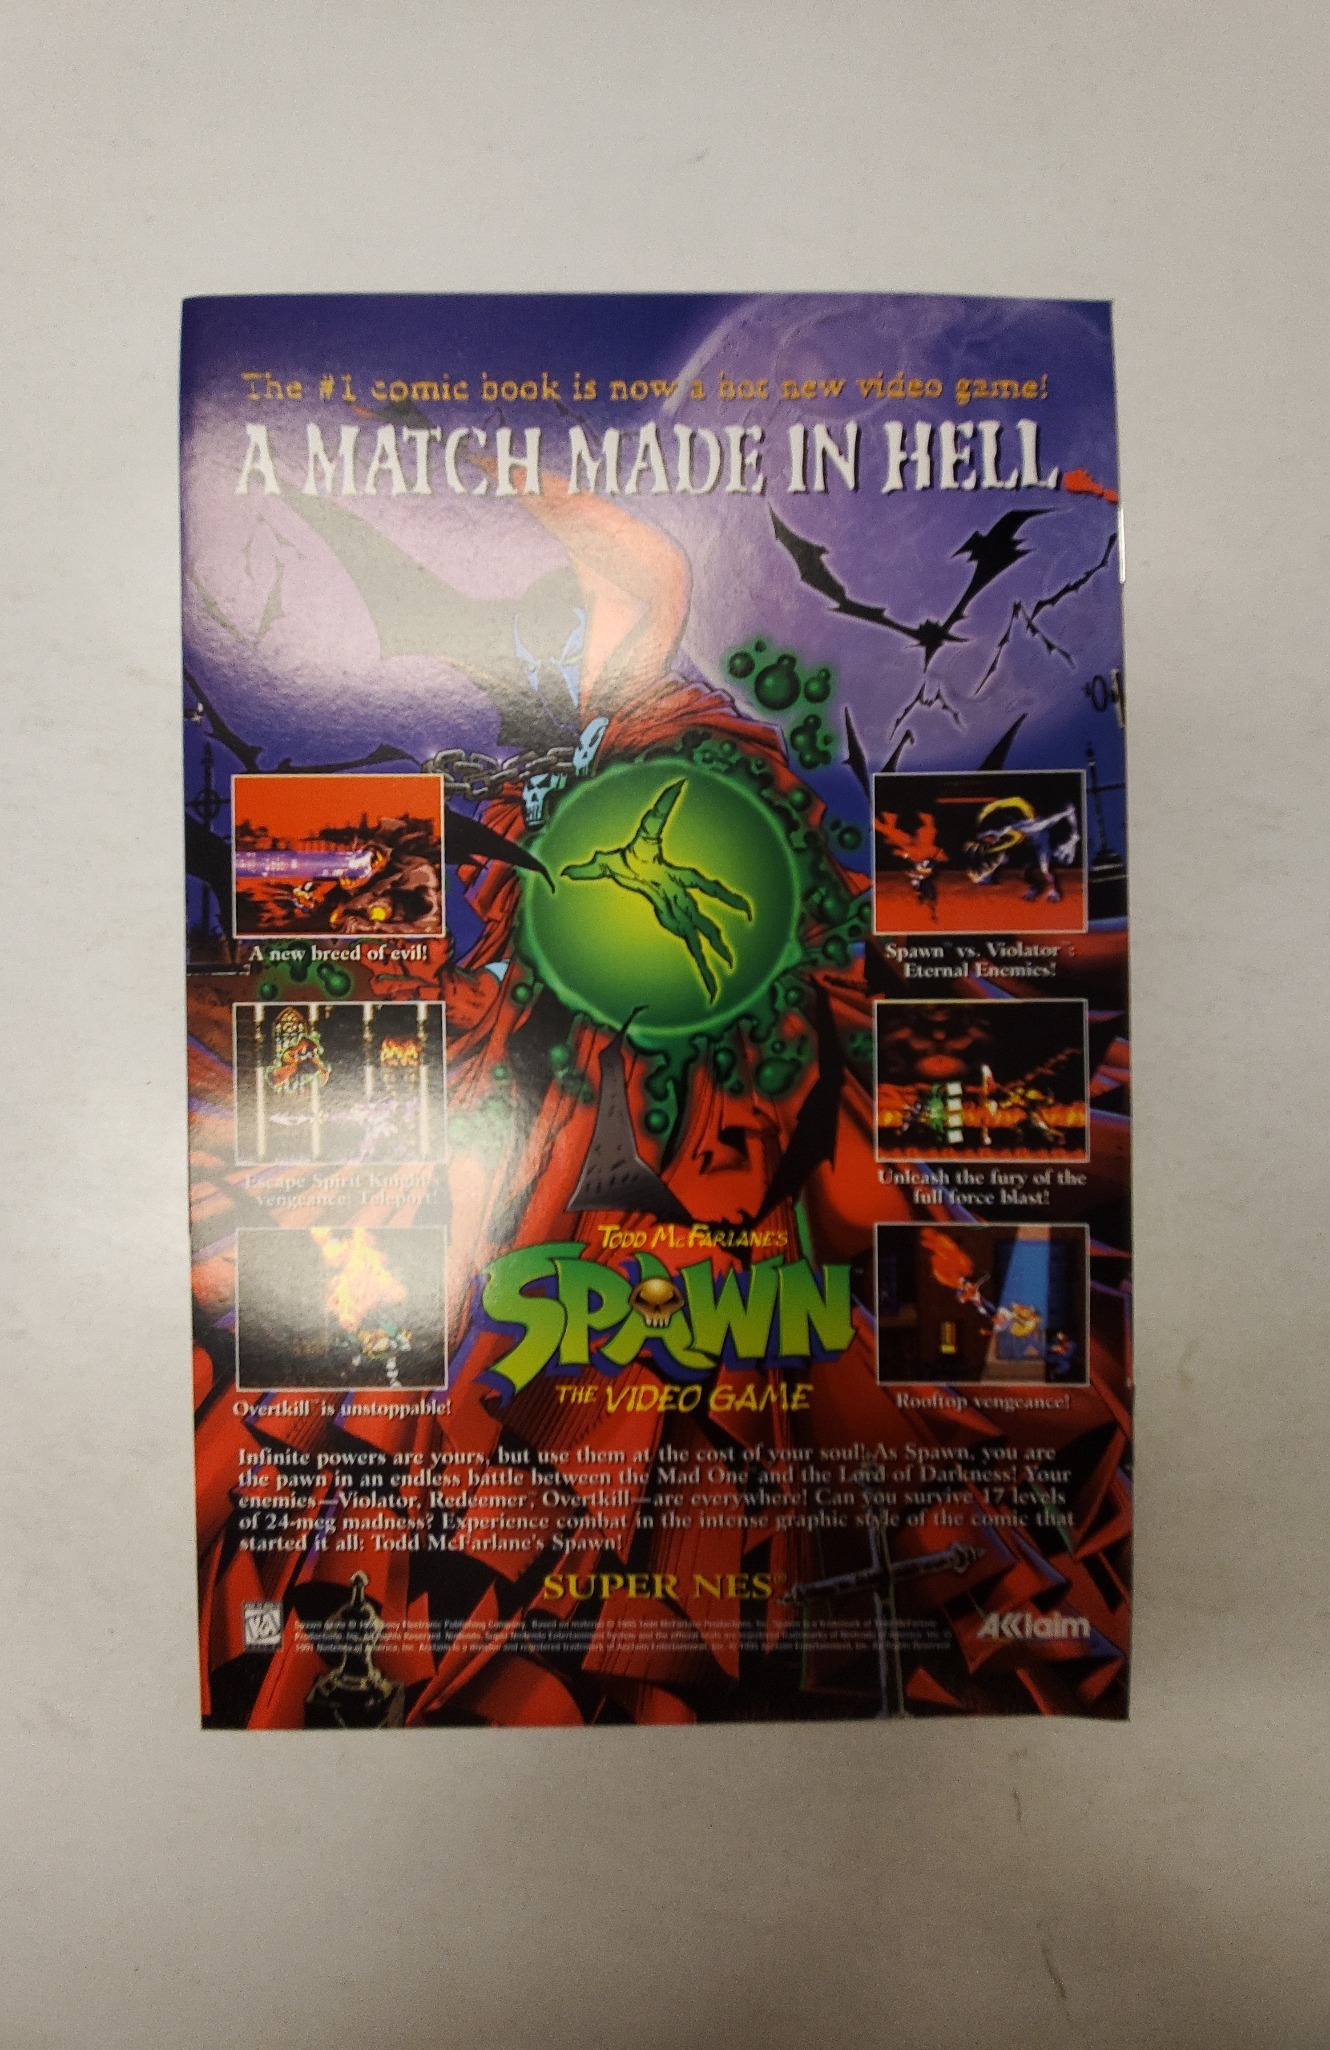 The #1 comic book is now a hot new video game!
A MATCH MADE IN HELL
A new breed of evil!
Spawn™ vs. Violator™:
Eternal Enemies!
Escape Spirit Knight's
vengeance! Teleport!
Unleash the fury of the
full force blast!
Overtkill™ is unstoppable!
Rooftop vengeance!
TODD McFARLANE'S
SPAWN
THE VIDEO GAME
Infinite powers are yours, but use them at the cost of your soul! As Spawn, you are
the pawn in an endless battle between the Mad One™ and the Lord of Darkness! Your
enemies—Violator, Redeemer™, Overtkill—are everywhere! Can you survive 17 levels
of 24-meg madness? Experience combat in the intense graphic style of the comic that
started it all: Todd McFarlane's Spawn!
SUPER NES®
AKklaim